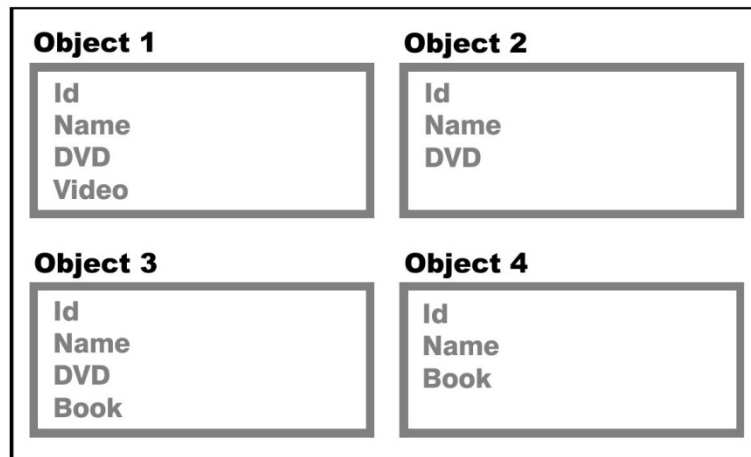 Object 1
Id
Name
DVD
Video
Object 2
Id
Name
DVD
Object 3
Id
Name
DVD
Book
Object 4
Id
Name
Book